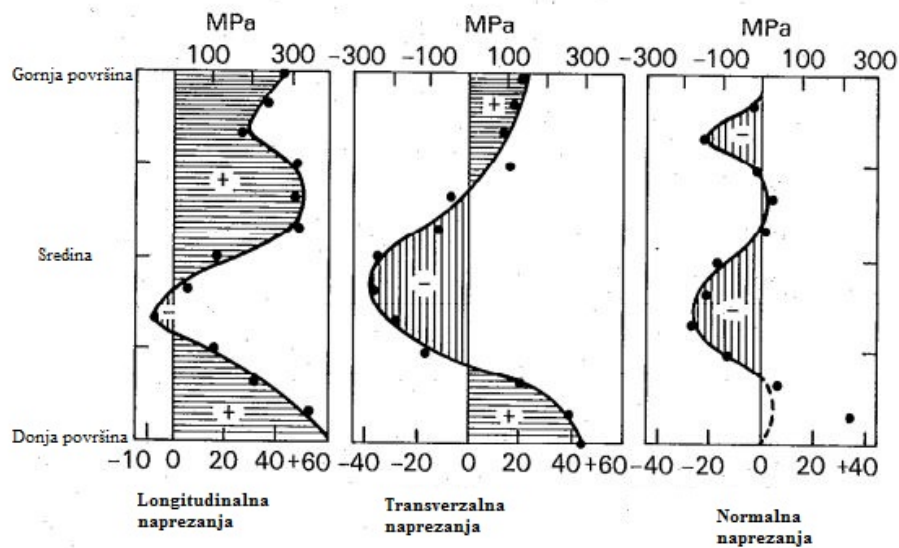 MPa MPa MPa
100 300 -300 -100 100 -300 -100 0 100 300
Gornja površina
+ + -
Sredina
- - -
+ +
Donja površina
-10 0 20 40 +60 -40 -20 0 20 40 -40 -20 0 20 +40
Longitudinalna
naprezanja
Transverzalna
naprezanja
Normalna
naprezanja